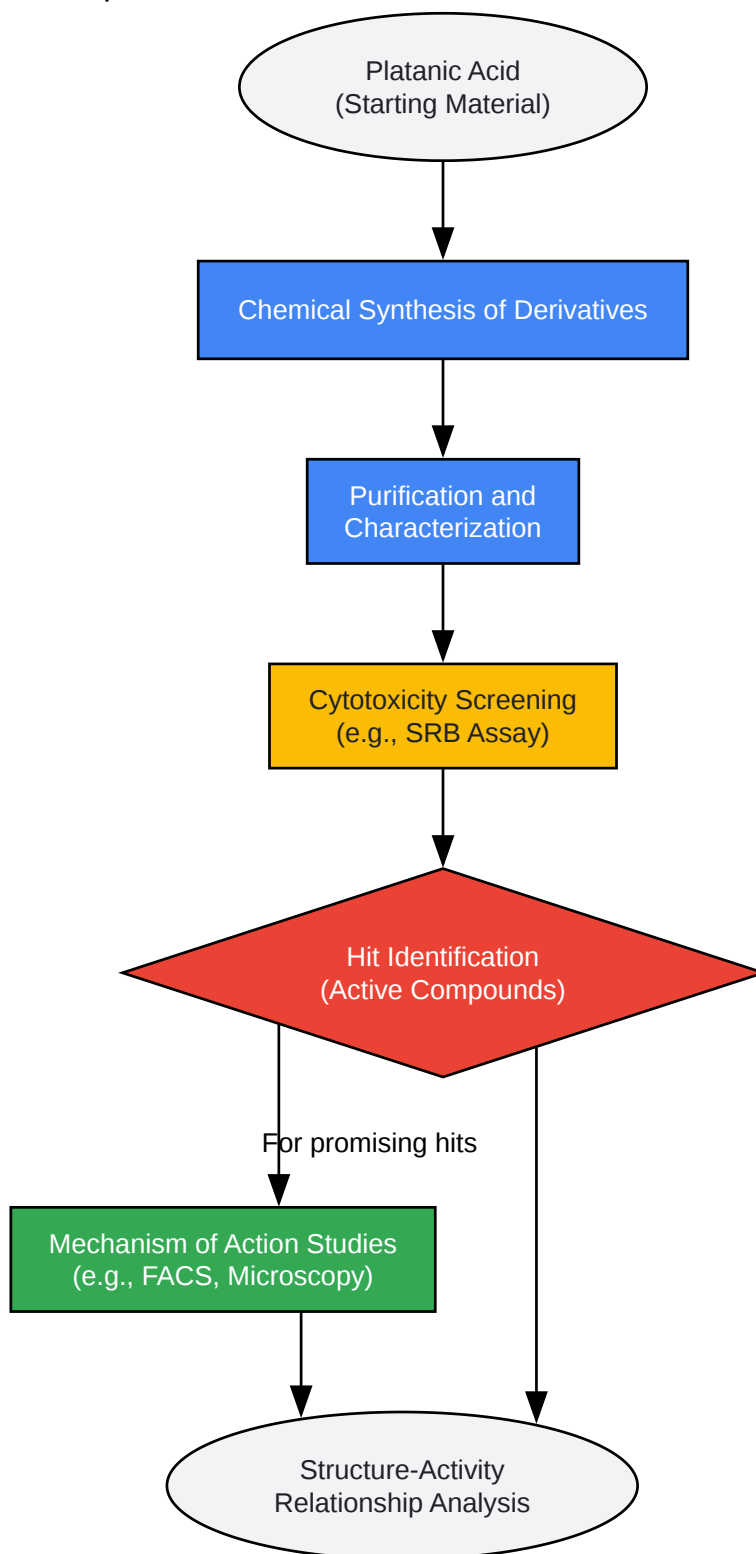 Platanic Acid
(Starting Material)
Chemical Synthesis of Derivatives
Purification and
Characterization
Cytotoxicity Screening
(e.g., SRB Assay)
Hit Identification
(Active Compounds)
For promising hits
Mechanism of Action Studies
(e.g., FACS, Microscopy)
Structure-Activity
Relationship Analysis